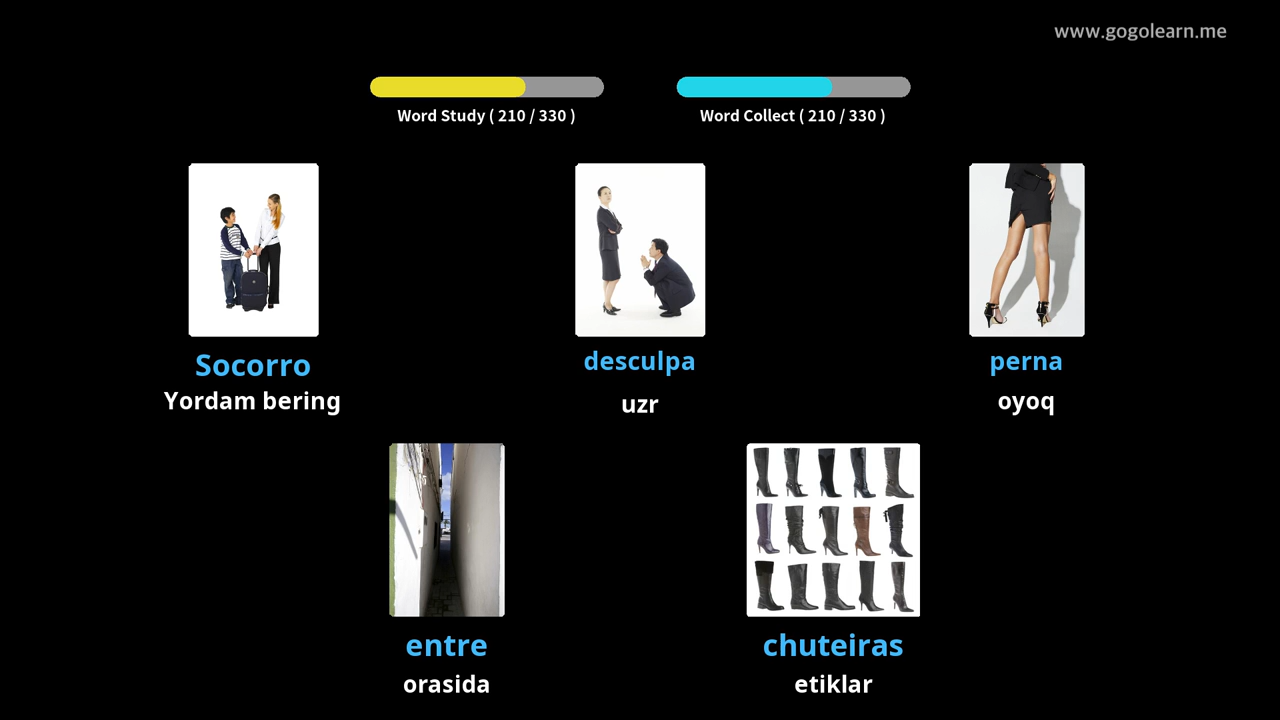 www.gogolearn.me
Word Study ( 210 / 330 )
Word Collect ( 210 / 330 )
Socorro
Yordam bering
desculpa
uzr
perna
oyoq
entre
orasida
chuteiras
etiklar